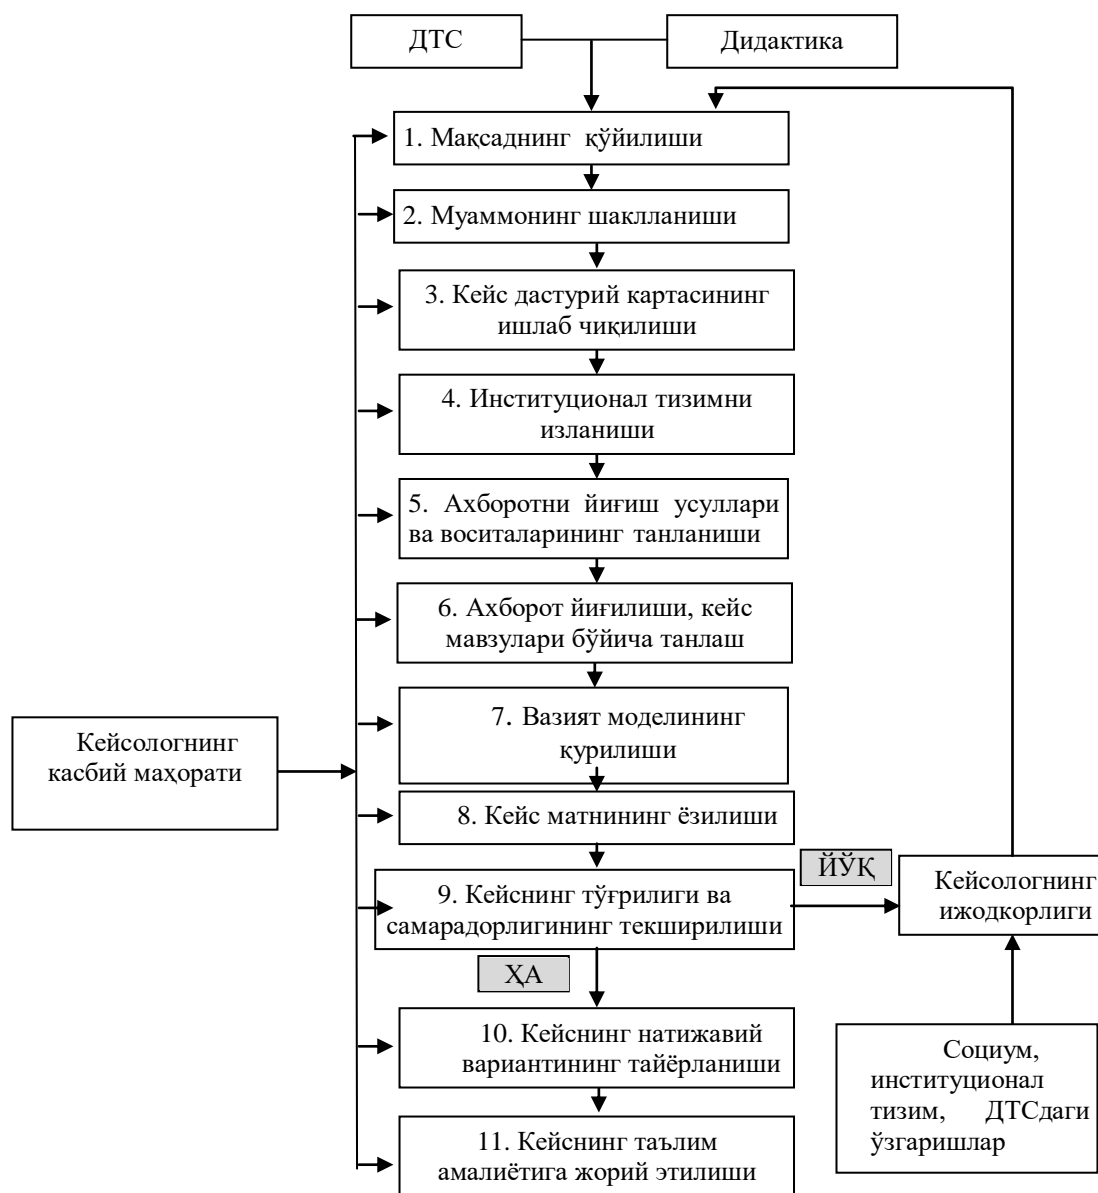 ДТС
Дидактика
1. Мақсаднинг қўйилиши
2. Муаммонинг шаклланиши
3. Кейс дастурий картасининг
ишлаб чиқилиши
4. Институционал тизимни
изланиши
5. Ахборотни йиғиш усуллари
ва воситаларининг танланиши
6. Ахборот йиғилиши, кейс
мавзулари бўйича танлаш
7. Вазият моделининг
қурилиши
Кейсологнинг
касбий маҳорати
8. Кейс матнининг ёзилиши
ЙЎҚ
9. Кейснинг тўғрилиги ва
самарадорлигининг текширилиши
Кейсологнинг
ижодкорлиги
ҲА
10. Кейснинг натижавий
вариантининг тайёрланиши
Социум,
институционал
тизим, ДТСдаги
ўзгаришлар
11. Кейснинг таълим
амалиётига жорий этилиши